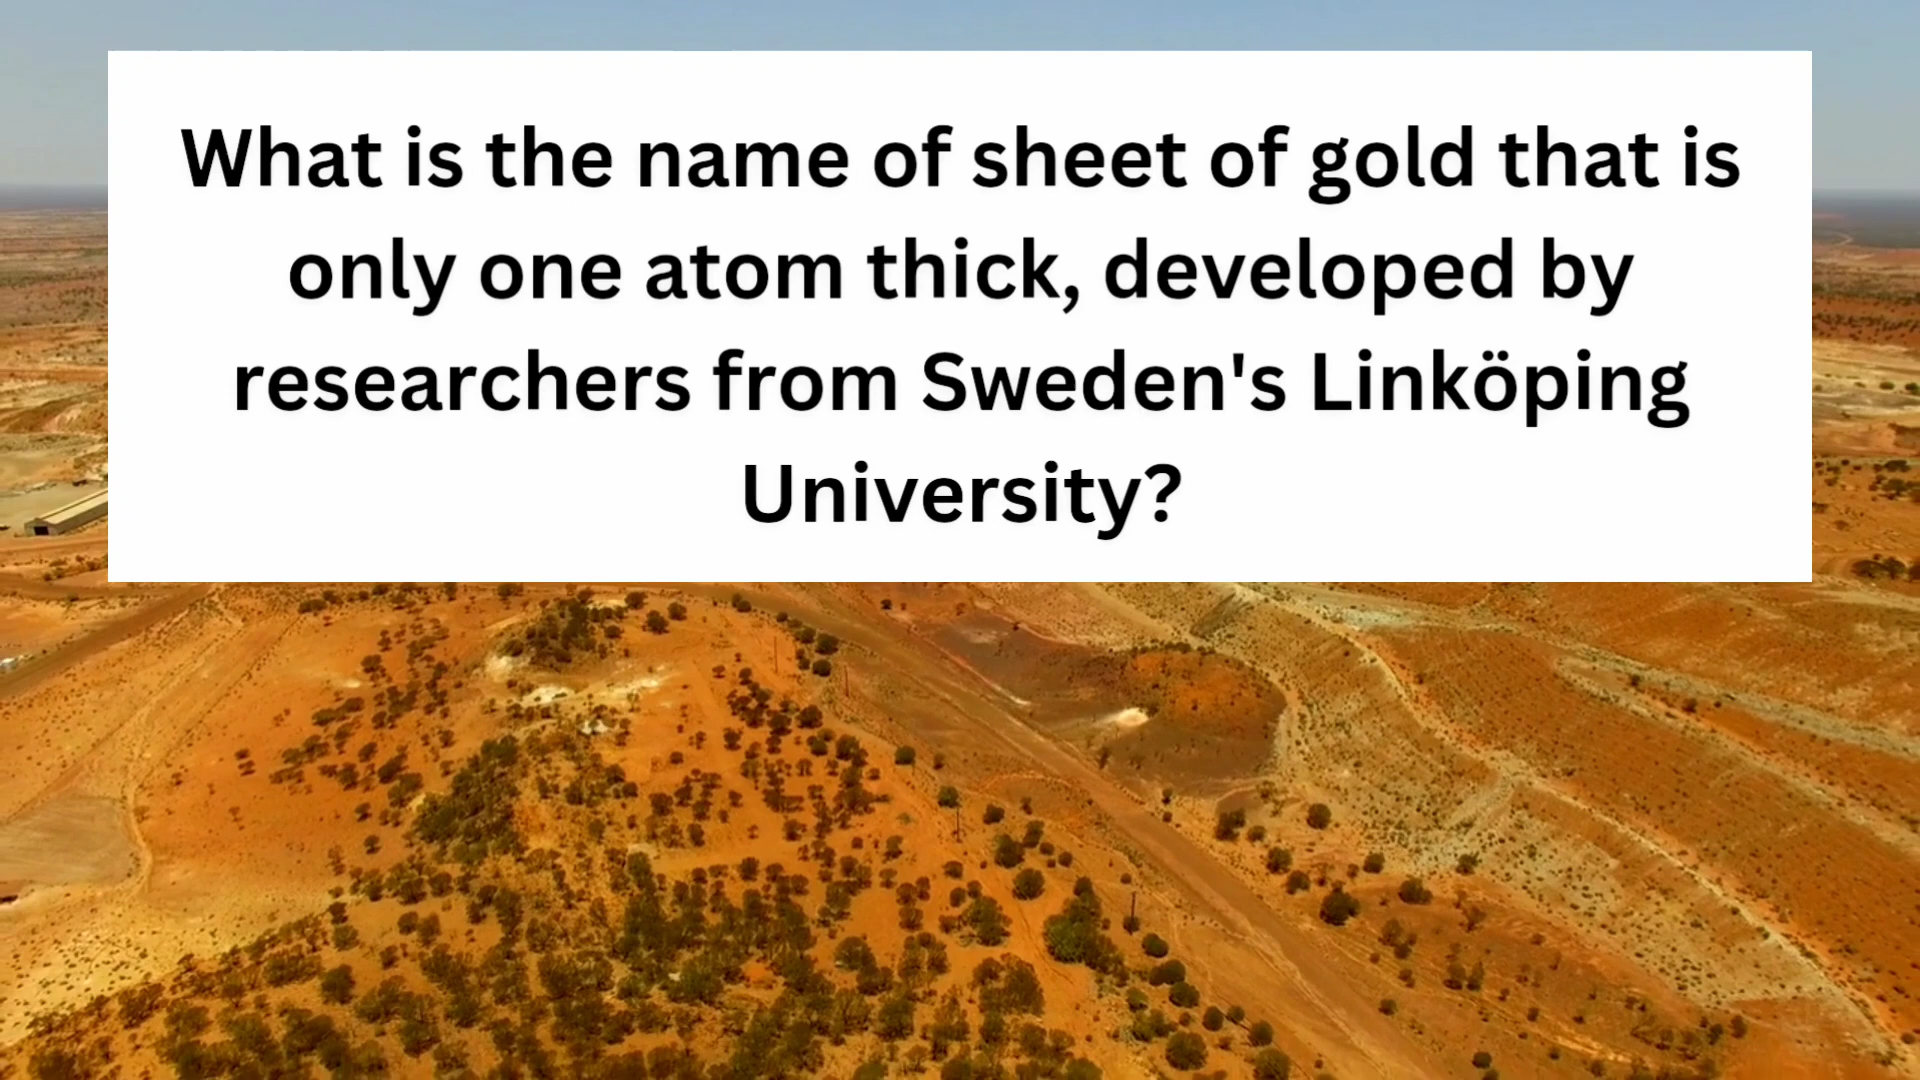 What is the name of sheet of gold that is
only one atom thick, developed by
researchers from Sweden's Linköping
University?